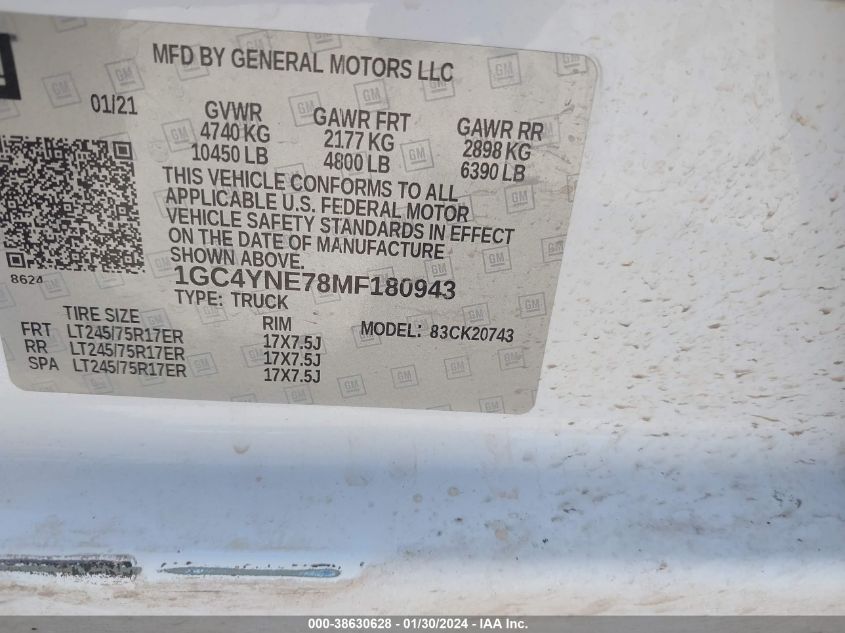 MFD BY GENERAL MOTORS LLC
01/21
GVWR GAWR FRT GAWR RR
4740 KG 2177 KG 2898 KG
10450 LB 4800 LB 6390 LB
THIS VEHICLE CONFORMS TO ALL
APPLICABLE U.S. FEDERAL MOTOR
VEHICLE SAFETY STANDARDS IN EFFECT
ON THE DATE OF MANUFACTURE
SHOWN ABOVE.
8624
1GC4YNE78MF180943
TYPE: TRUCK
TIRE SIZE RIM MODEL: 83CK20743
FRT LT245/75R17ER 17X7.5J
RR LT245/75R17ER 17X7.5J
SPA LT245/75R17ER 17X7.5J
000-38630628 - 01/30/2024 - IAA Inc.